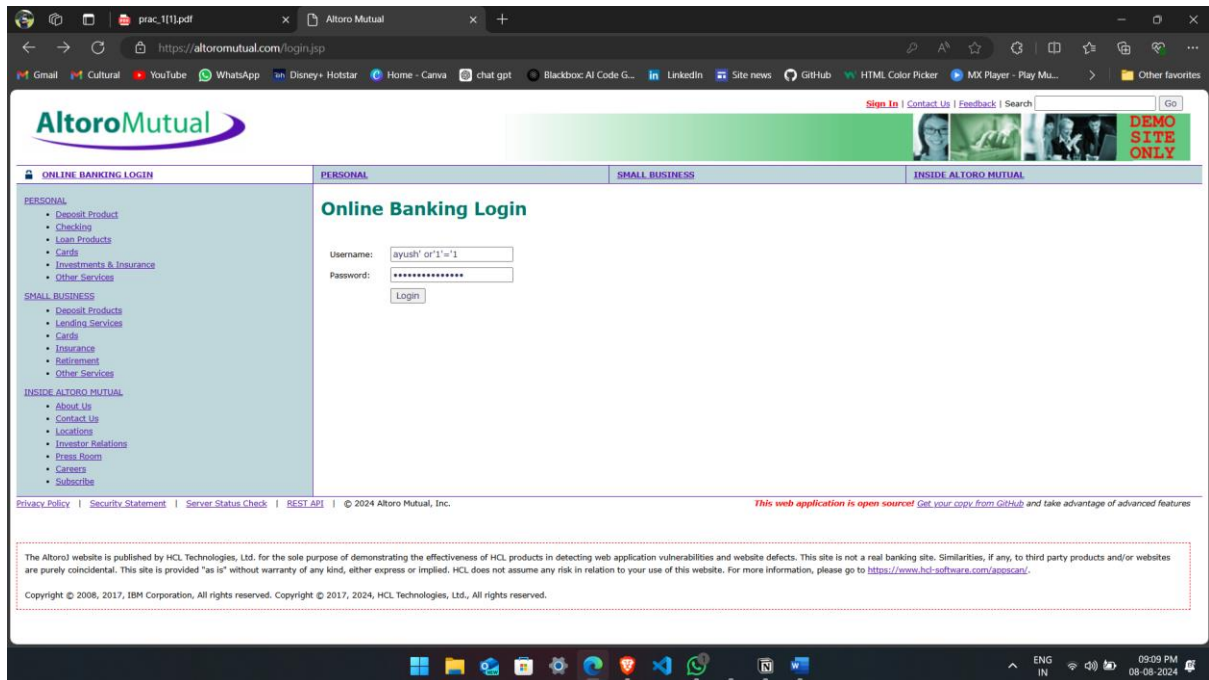 prac_1[1].pdf
Altoro Mutual
https://altoromutual.com/login.jsp
Gmail Cultural YouTube WhatsApp Disney+ Hotstar Home - Canva chat gpt Blackbox: AI Code G... LinkedIn Site news GitHub HTML Color Picker MX Player - Play Mu... Other favorites
Sign In | Contact Us | Feedback | Search Go
AltoroMutual
DEMO
SITE
ONLY
ONLINE BANKING LOGIN PERSONAL SMALL BUSINESS INSIDE ALTORO MUTUAL
PERSONAL
• Deposit Product
• Checking
• Loan Products
• Cards
• Investments & Insurance
• Other Services
SMALL BUSINESS
• Deposit Products
• Lending Services
• Cards
• Insurance
• Retirement
• Other Services
INSIDE ALTORO MUTUAL
• About Us
• Contact Us
• Locations
• Investor Relations
• Press Room
• Careers
• Subscribe
Online Banking Login
Username: ayush' or'1'='1
Password: •••••••••••••••
Login
Privacy Policy | Security Statement | Server Status Check | REST API | © 2024 Altoro Mutual, Inc. This web application is open source! Get your copy from GitHub and take advantage of advanced features
The AltoroJ website is published by HCL Technologies, Ltd. for the sole purpose of demonstrating the effectiveness of HCL products in detecting web application vulnerabilities and website defects. This site is not a real banking site. Similarities, if any, to third party products and/or websites
are purely coincidental. This site is provided "as is" without warranty of any kind, either express or implied. HCL does not assume any risk in relation to your use of this website. For more information, please go to https://www.hcl-software.com/appscan/.
Copyright © 2008, 2017, IBM Corporation, All rights reserved. Copyright © 2017, 2024, HCL Technologies, Ltd., All rights reserved.
ENG
IN
09:09 PM
08-08-2024